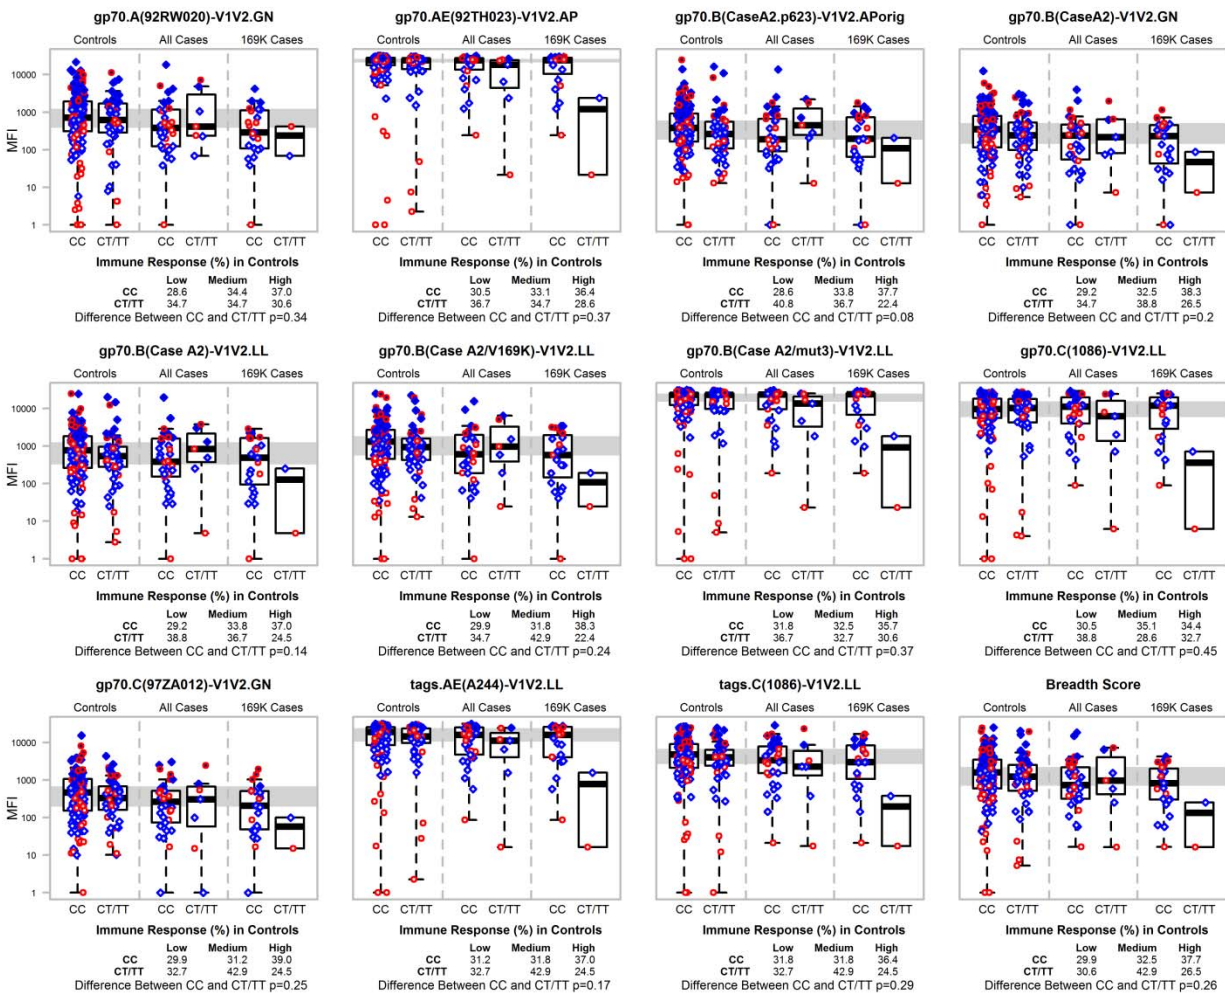 gp70.A(92RW020)-V1V2.GN gp70.AE(92TH023)-V1V2.AP gp70.B(CaseA2.p623)-V1V2.APorig gp70.B(CaseA2)-V1V2.GN
Controls All Cases 169K Cases Controls All Cases 169K Cases Controls All Cases 169K Cases Controls All Cases 169K Cases
10000
1000
100
10
1
MFI
CC CT/TT CC CT/TT CC CT/TT CC CT/TT CC CT/TT CC CT/TT CC CT/TT CC CT/TT CC CT/TT CC CT/TT CC CT/TT CC CT/TT
Immune Response (%) in Controls Immune Response (%) in Controls Immune Response (%) in Controls Immune Response (%) in Controls
Low Medium High Low Medium High Low Medium High Low Medium High
CC 28.6 34.4 37.0 CC 30.5 33.1 36.4 CC 28.6 33.8 37.7 CC 29.2 32.5 38.3
CT/TT 34.7 34.7 30.6 CT/TT 36.7 34.7 28.6 CT/TT 40.8 36.7 22.4 CT/TT 34.7 38.8 26.5
Difference Between CC and CT/TT p=0.34 Difference Between CC and CT/TT p=0.37 Difference Between CC and CT/TT p=0.08 Difference Between CC and CT/TT p=0.2
gp70.B(Case A2)-V1V2.LL gp70.B(Case A2/V169K)-V1V2.LL gp70.B(Case A2/mut3)-V1V2.LL gp70.C(1086)-V1V2.LL
Controls All Cases 169K Cases Controls All Cases 169K Cases Controls All Cases 169K Cases Controls All Cases 169K Cases
10000
1000
100
10
1
MFI
CC CT/TT CC CT/TT CC CT/TT CC CT/TT CC CT/TT CC CT/TT CC CT/TT CC CT/TT CC CT/TT CC CT/TT CC CT/TT CC CT/TT
Immune Response (%) in Controls Immune Response (%) in Controls Immune Response (%) in Controls Immune Response (%) in Controls
Low Medium High Low Medium High Low Medium High Low Medium High
CC 29.2 33.8 37.0 CC 29.9 31.8 38.3 CC 31.8 32.5 35.7 CC 30.5 35.1 34.4
CT/TT 38.8 36.7 24.5 CT/TT 34.7 42.9 22.4 CT/TT 36.7 32.7 30.6 CT/TT 38.8 28.6 32.7
Difference Between CC and CT/TT p=0.14 Difference Between CC and CT/TT p=0.24 Difference Between CC and CT/TT p=0.37 Difference Between CC and CT/TT p=0.45
gp70.C(97ZA012)-V1V2.GN tags.AE(A244)-V1V2.LL tags.C(1086)-V1V2.LL Breadth Score
Controls All Cases 169K Cases Controls All Cases 169K Cases Controls All Cases 169K Cases Controls All Cases 169K Cases
10000
1000
100
10
1
MFI
CC CT/TT CC CT/TT CC CT/TT CC CT/TT CC CT/TT CC CT/TT CC CT/TT CC CT/TT CC CT/TT CC CT/TT CC CT/TT CC CT/TT
Immune Response (%) in Controls Immune Response (%) in Controls Immune Response (%) in Controls Immune Response (%) in Controls
Low Medium High Low Medium High Low Medium High Low Medium High
CC 29.9 31.2 39.0 CC 31.2 31.8 37.0 CC 31.8 31.8 36.4 CC 29.9 32.5 37.7
CT/TT 32.7 42.9 24.5 CT/TT 32.7 42.9 24.5 CT/TT 32.7 42.9 24.5 CT/TT 30.6 42.9 26.5
Difference Between CC and CT/TT p=0.25 Difference Between CC and CT/TT p=0.17 Difference Between CC and CT/TT p=0.29 Difference Between CC and CT/TT p=0.26